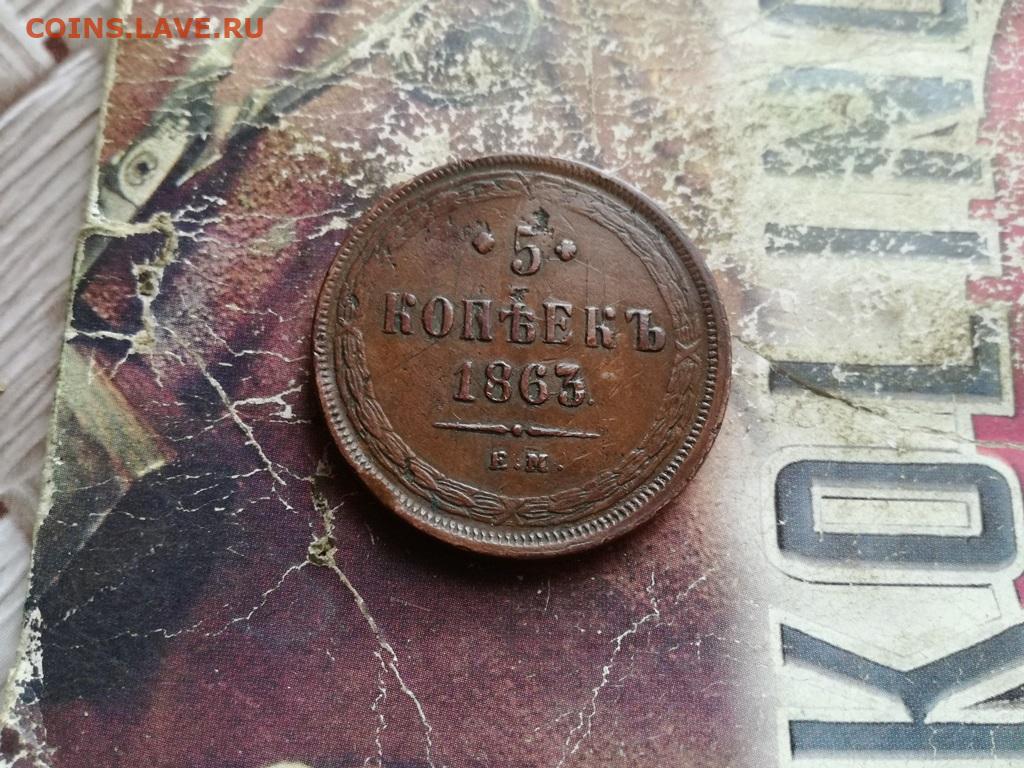 COINS.LAVE.RU
• 5 •
КОПѢЕКЪ
1863.
Е.М.